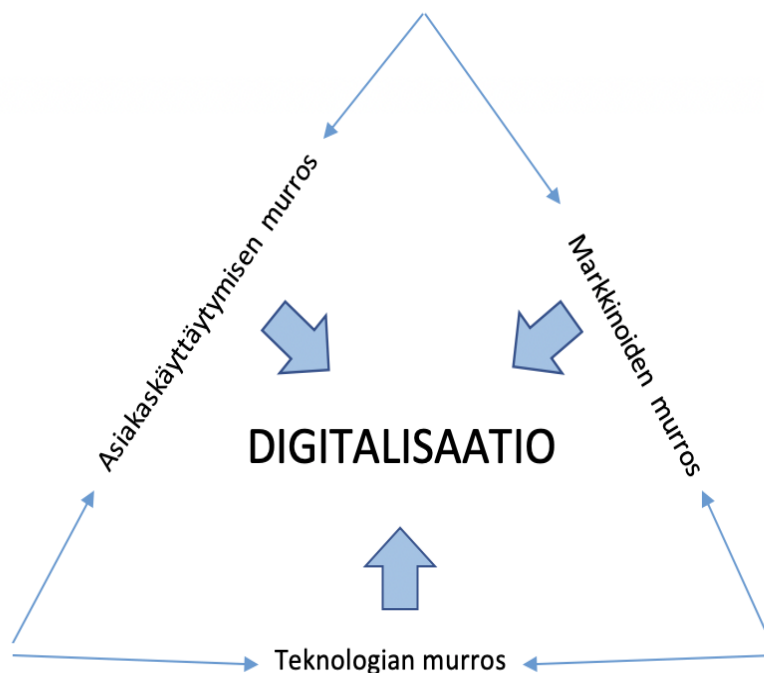 Asiakaskäyttäytymisen murros
Markkinoiden murros
DIGITALISAATIO
Teknologian murros